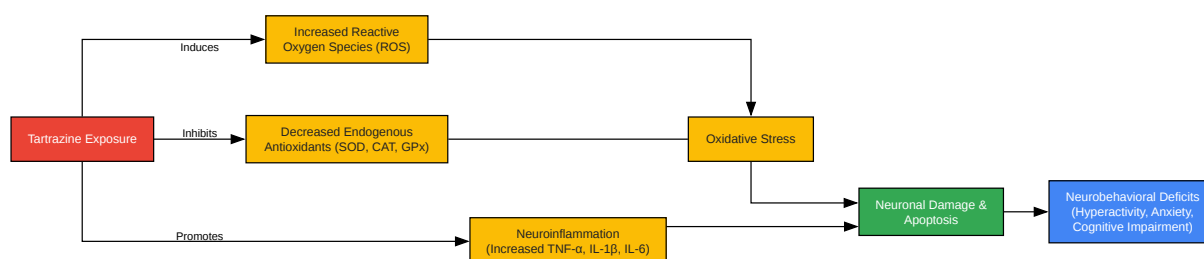 Increased Reactive
Oxygen Species (ROS)
Induces
Tartrazine Exposure
Inhibits
Decreased Endogenous
Antioxidants (SOD, CAT, GPx)
Oxidative Stress
Promotes
Neuroinflammation
(Increased TNF-α, IL-1β, IL-6)
Neuronal Damage &
Apoptosis
Neurobehavioral Deficits
(Hyperactivity, Anxiety,
Cognitive Impairment)